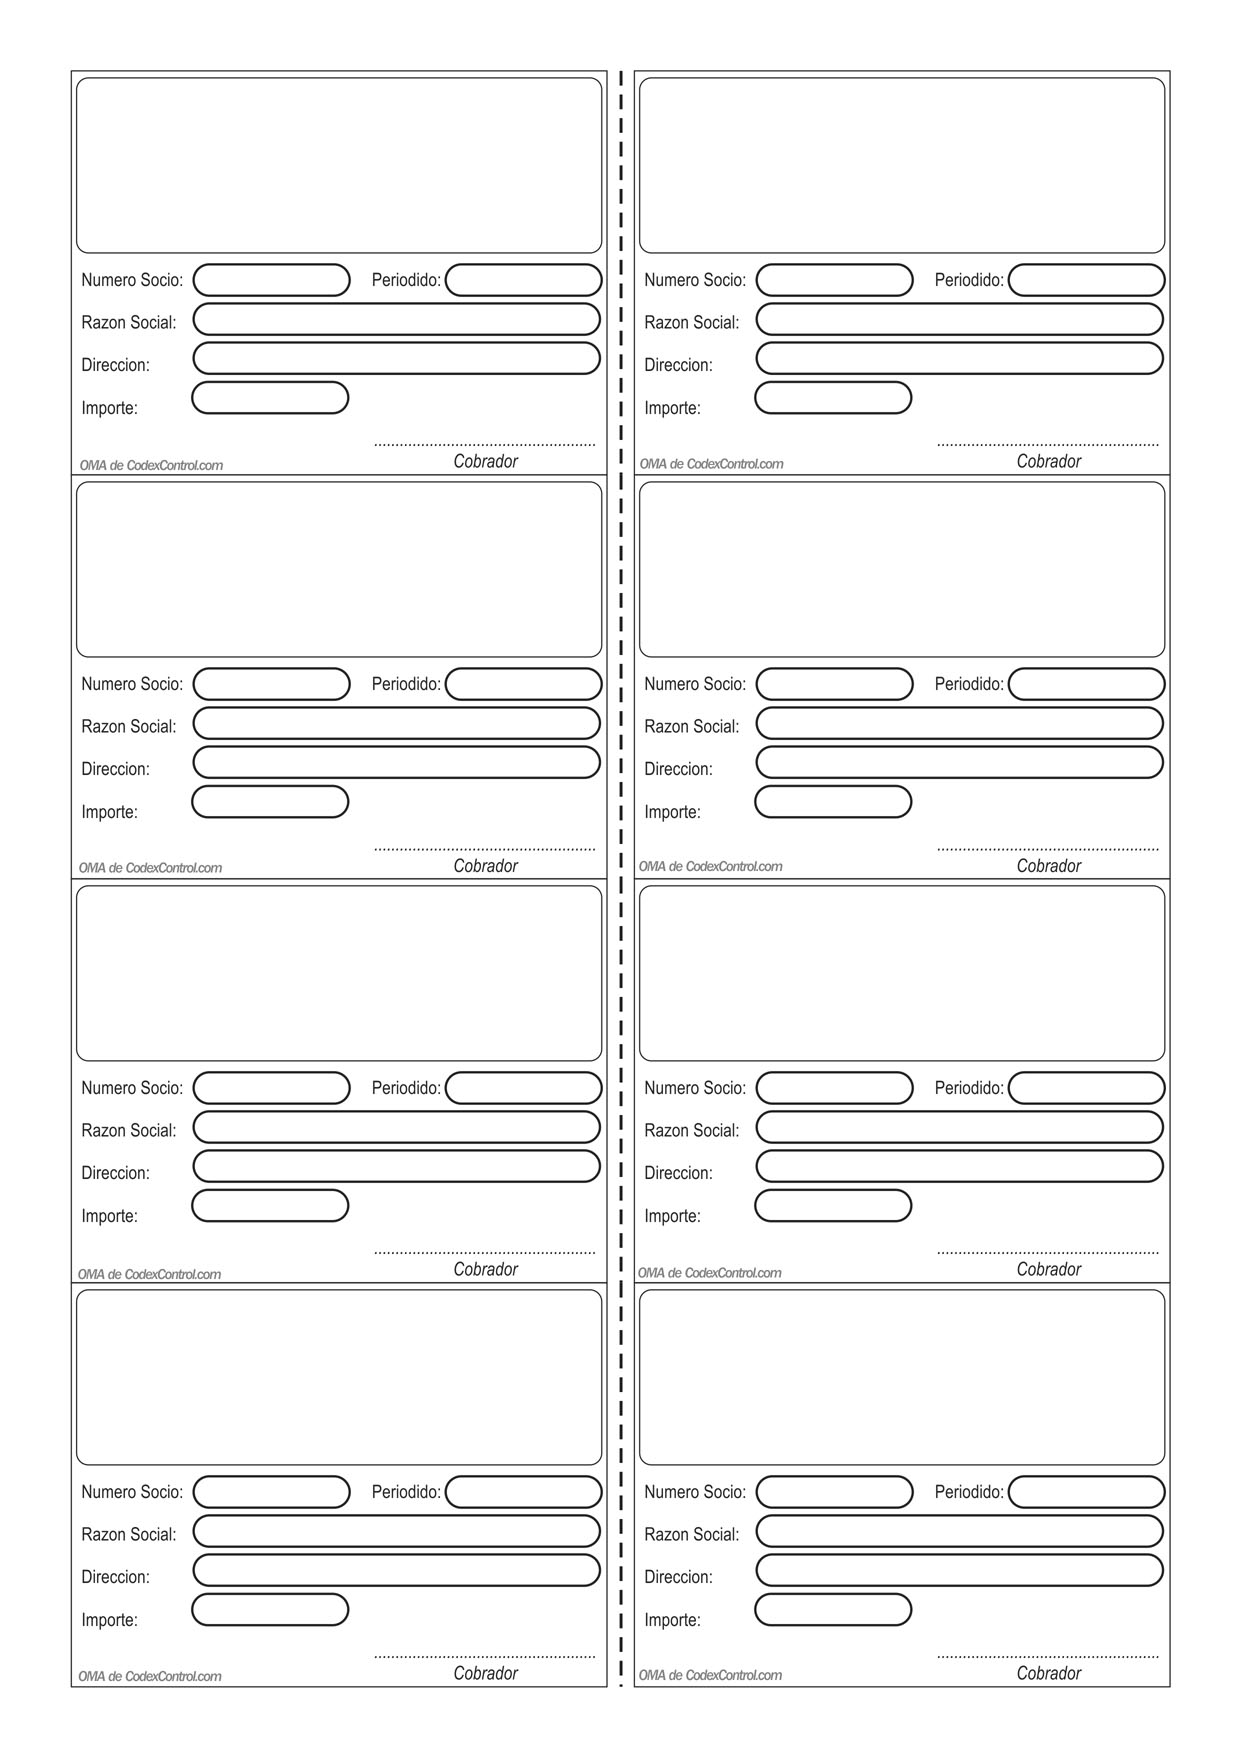 Numero Socio: Periodido:
Razon Social:
Direccion:
Importe:
Cobrador
OMA de CodexControl.com
Numero Socio: Periodido:
Razon Social:
Direccion:
Importe:
Cobrador
OMA de CodexControl.com
Numero Socio: Periodido:
Razon Social:
Direccion:
Importe:
Cobrador
OMA de CodexControl.com
Numero Socio: Periodido:
Razon Social:
Direccion:
Importe:
Cobrador
OMA de CodexControl.com
Numero Socio: Periodido:
Razon Social:
Direccion:
Importe:
Cobrador
OMA de CodexControl.com
Numero Socio: Periodido:
Razon Social:
Direccion:
Importe:
Cobrador
OMA de CodexControl.com
Numero Socio: Periodido:
Razon Social:
Direccion:
Importe:
Cobrador
OMA de CodexControl.com
Numero Socio: Periodido:
Razon Social:
Direccion:
Importe:
Cobrador
OMA de CodexControl.com